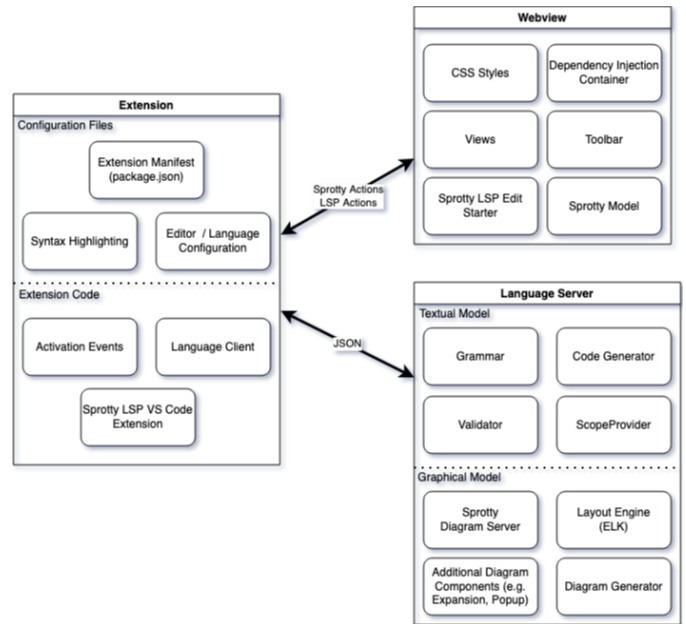 Webview
CSS Styles
Dependency Injection
Container
Views
Toolbar
Sprotty LSP Edit
Starter
Sprotty Model
Extension
Configuration Files
Extension Manifest
(package.json)
Syntax Highlighting
Editor / Language
Configuration
Extension Code
Activation Events
Language Client
Sprotty LSP VS Code
Extension
Sprotty Actions
LSP Actions
JSON
Language Server
Textual Model
Grammar
Code Generator
Validator
ScopeProvider
Graphical Model
Sprotty
Diagram Server
Layout Engine
(ELK)
Additional Diagram
Components (e.g.
Expansion, Popup)
Diagram Generator